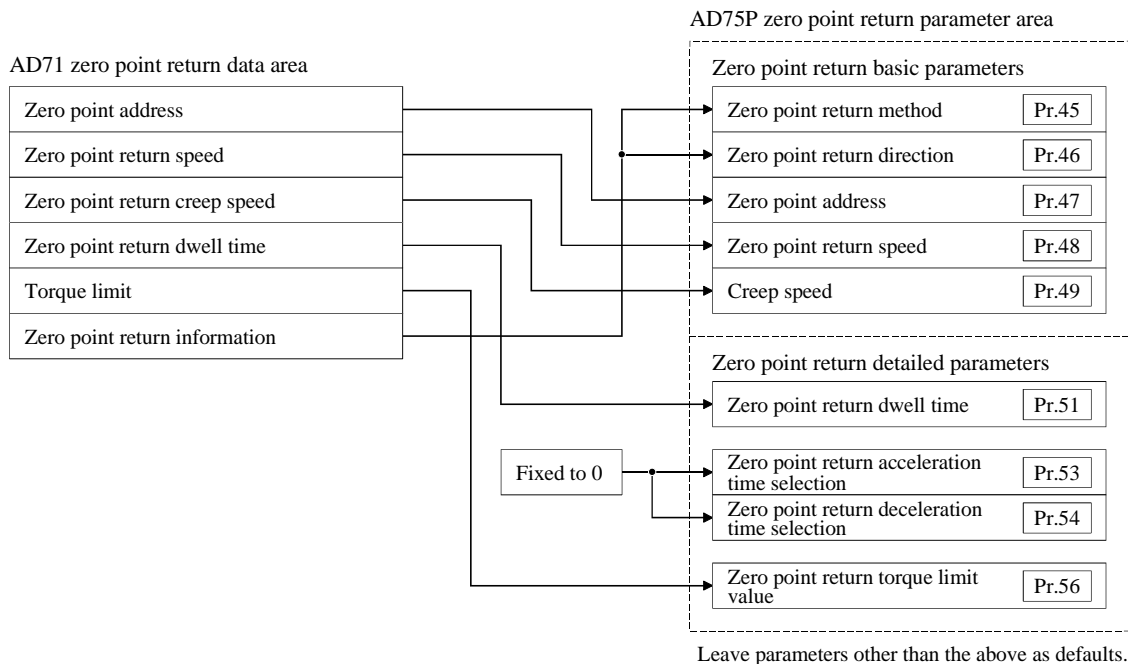 AD75P zero point return parameter area
AD71 zero point return data area
Zero point address
Zero point return speed
Zero point return creep speed
Zero point return dwell time
Torque limit
Zero point return information
Zero point return basic parameters
Zero point return method Pr.45
Zero point return direction Pr.46
Zero point address Pr.47
Zero point return speed Pr.48
Creep speed Pr.49
Zero point return detailed parameters
Zero point return dwell time Pr.51
Fixed to 0
Zero point return acceleration
time selection Pr.53
Zero point return deceleration
time selection Pr.54
Zero point return torque limit
value Pr.56
Leave parameters other than the above as defaults.